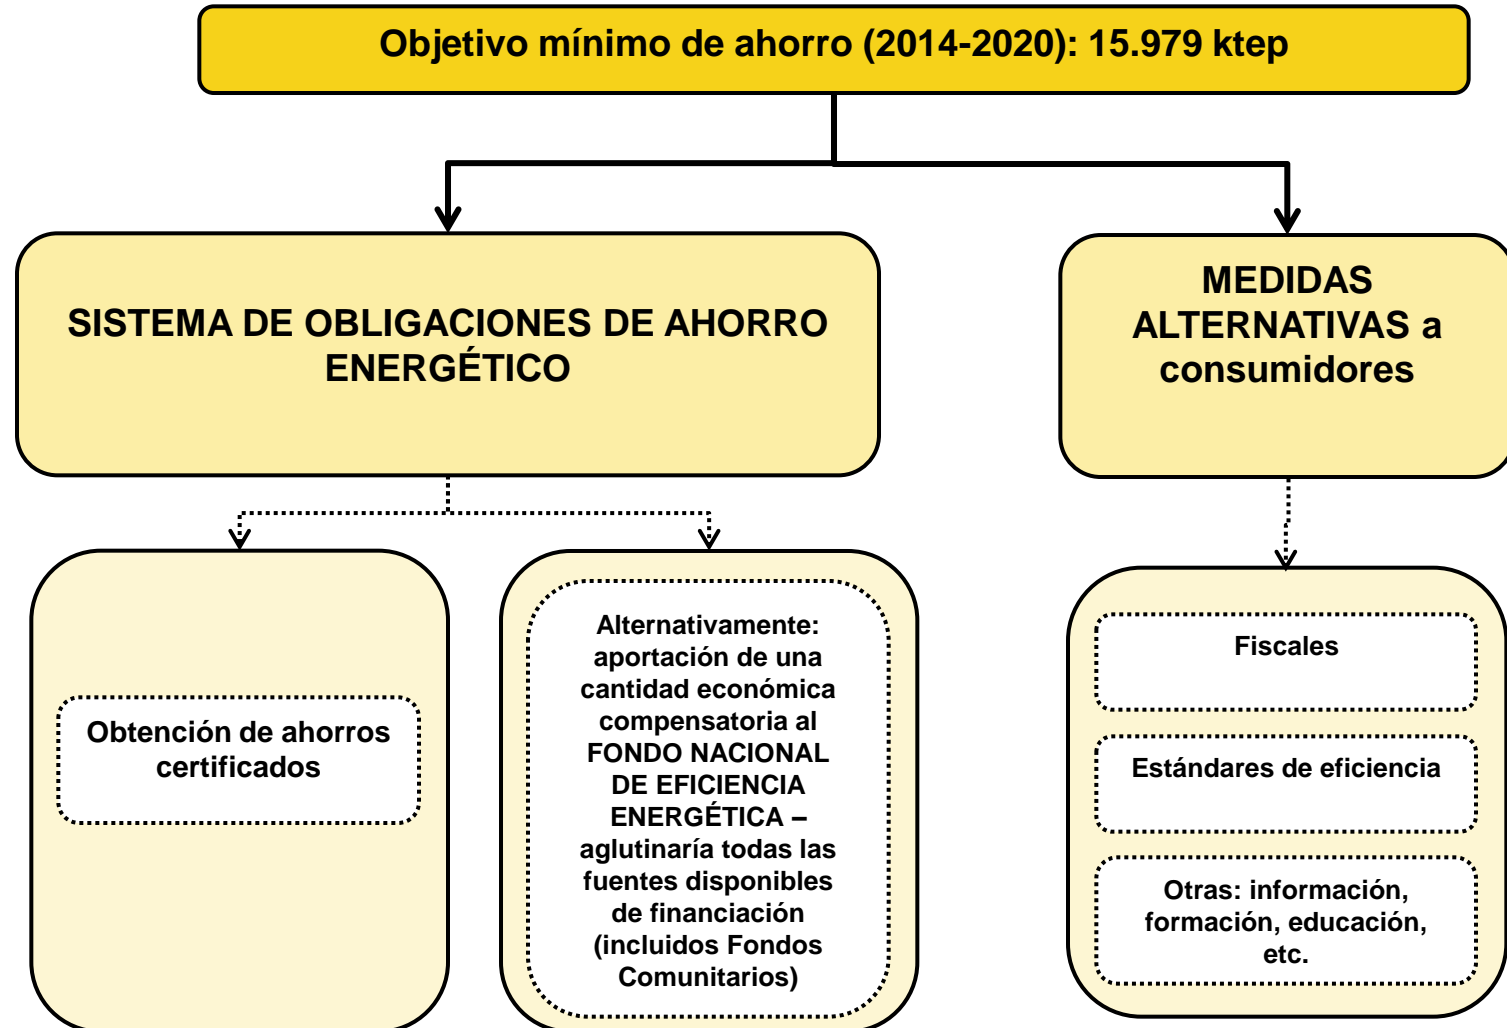 Objetivo mínimo de ahorro (2014-2020): 15.979 ktep
SISTEMA DE OBLIGACIONES DE AHORRO
ENERGÉTICO
MEDIDAS
ALTERNATIVAS a
consumidores
Obtención de ahorros
certificados
Alternativamente:
aportación de una
cantidad económica
compensatoria al
FONDO NACIONAL
DE EFICIENCIA
ENERGÉTICA –
aglutinaría todas las
fuentes disponibles
de financiación
(incluidos Fondos
Comunitarios)
Fiscales
Estándares de eficiencia
Otras: información,
formación, educación,
etc.